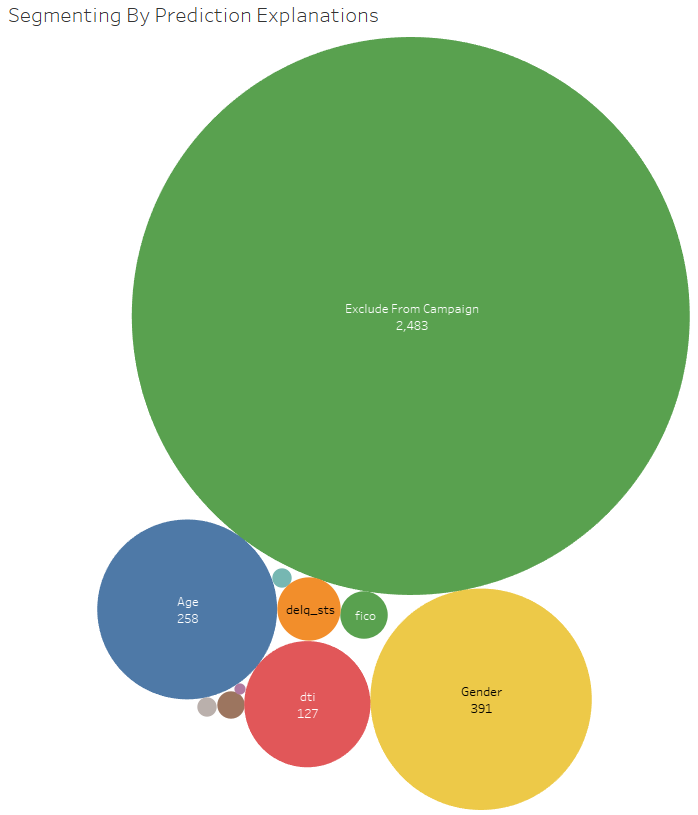 Segmenting By Prediction Explanations
Exclude From Campaign
2,483
Age
258
delq_sts
fico
dti
127
Gender
391